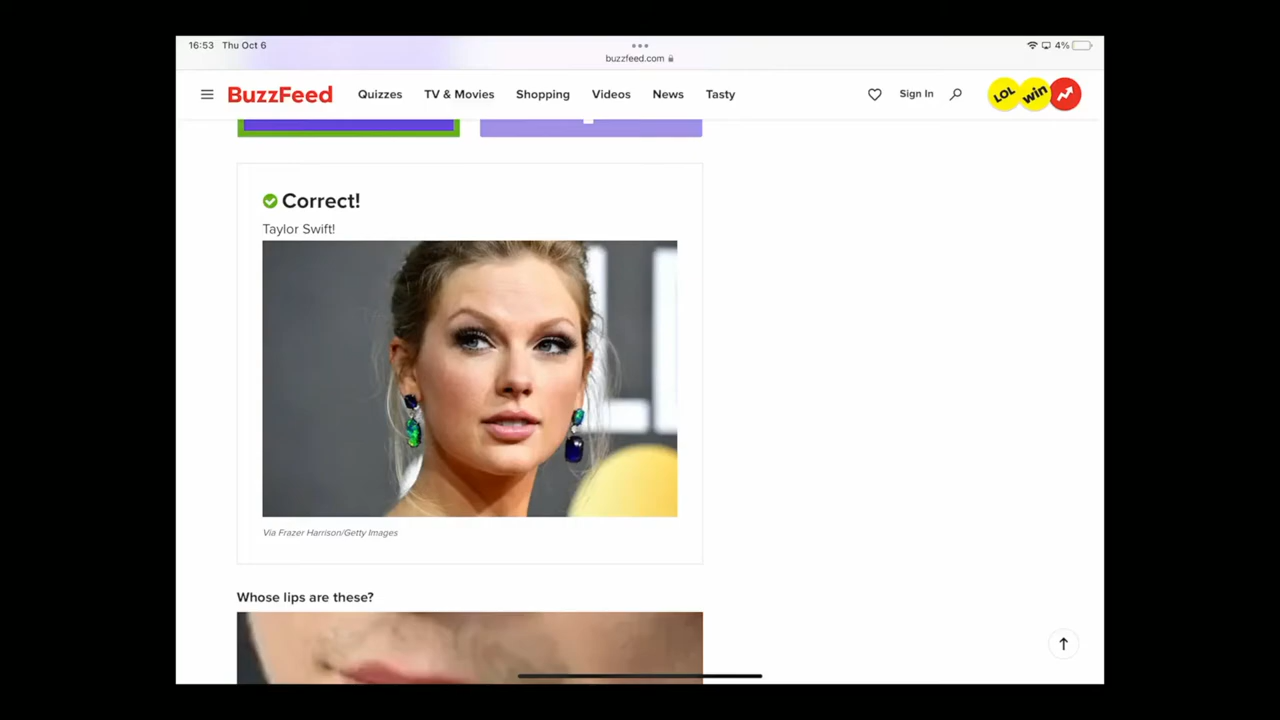 16:53 Thu Oct 6
4%
buzzfeed.com
BuzzFeed Quizzes TV & Movies Shopping Videos News Tasty Sign In LOL win
Correct!
Taylor Swift!
Via Frazer Harrison/Getty Images
Whose lips are these?